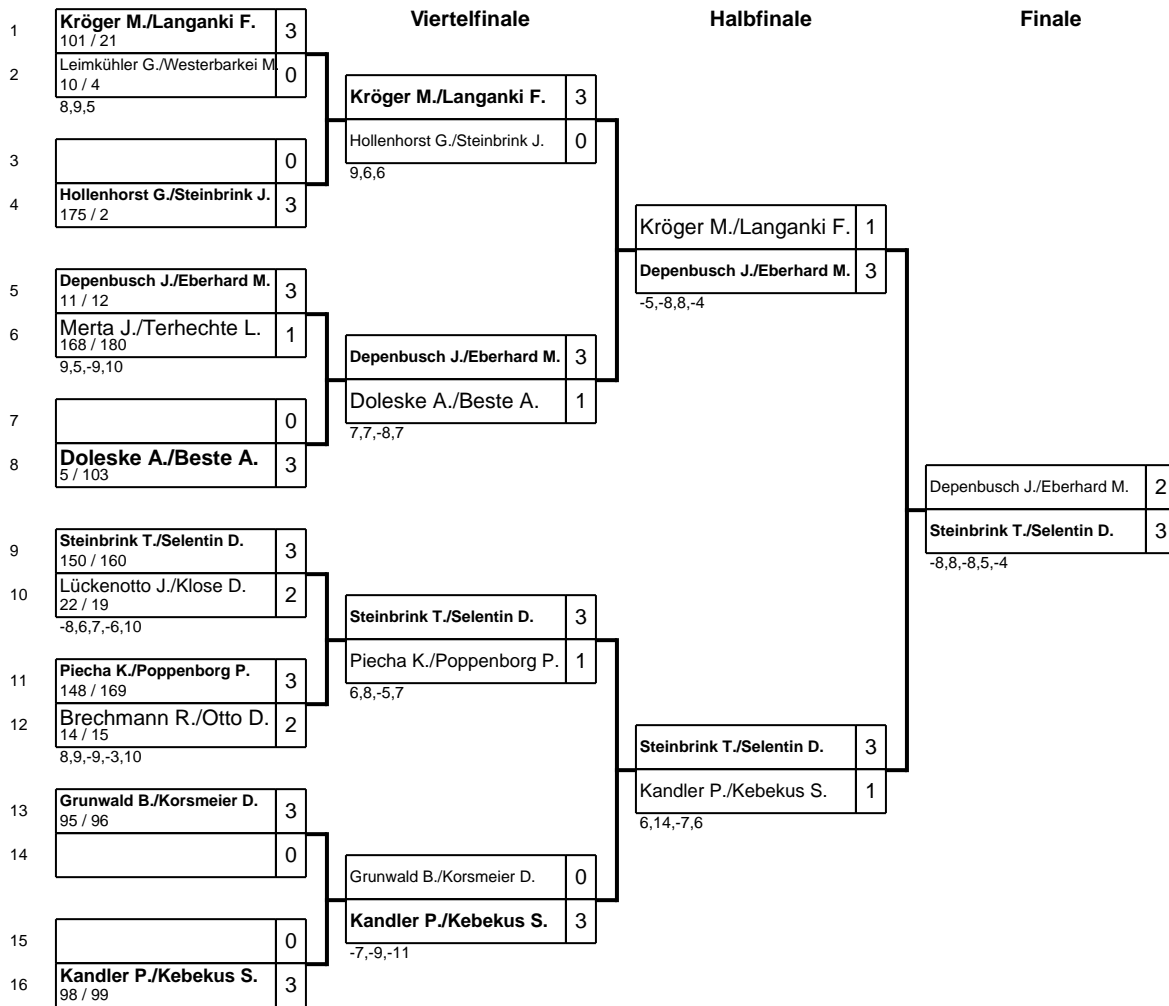 Viertelfinale
Halbfinale
Finale
1
Kröger M./Langanki F. 3
101 / 21
2
Leimkühler G./Westerbarkei M. 0
10 / 4
8,9,5
3
0
4
Hollenhorst G./Steinbrink J. 3
175 / 2
5
Depenbusch J./Eberhard M. 3
11 / 12
6
Merta J./Terhechte L. 1
168 / 180
9,5,-9,10
7
0
8
Doleske A./Beste A. 3
5 / 103
9
Steinbrink T./Selentin D. 3
150 / 160
10
Lückenotto J./Klose D. 2
22 / 19
-8,6,7,-6,10
11
Piecha K./Poppenborg P. 3
148 / 169
12
Brechmann R./Otto D. 2
14 / 15
8,9,-9,-3,10
13
Grunwald B./Korsmeier D. 3
95 / 96
14
0
15
0
16
Kandler P./Kebekus S. 3
98 / 99
Kröger M./Langanki F. 3
Hollenhorst G./Steinbrink J. 0
9,6,6
Depenbusch J./Eberhard M. 3
Doleske A./Beste A. 1
7,7,-8,7
Steinbrink T./Selentin D. 3
Piecha K./Poppenborg P. 1
6,8,-5,7
Grunwald B./Korsmeier D. 0
Kandler P./Kebekus S. 3
-7,-9,-11
Kröger M./Langanki F. 1
Depenbusch J./Eberhard M. 3
-5,-8,8,-4
Steinbrink T./Selentin D. 3
Kandler P./Kebekus S. 1
6,14,-7,6
Depenbusch J./Eberhard M. 2
Steinbrink T./Selentin D. 3
-8,8,-8,5,-4